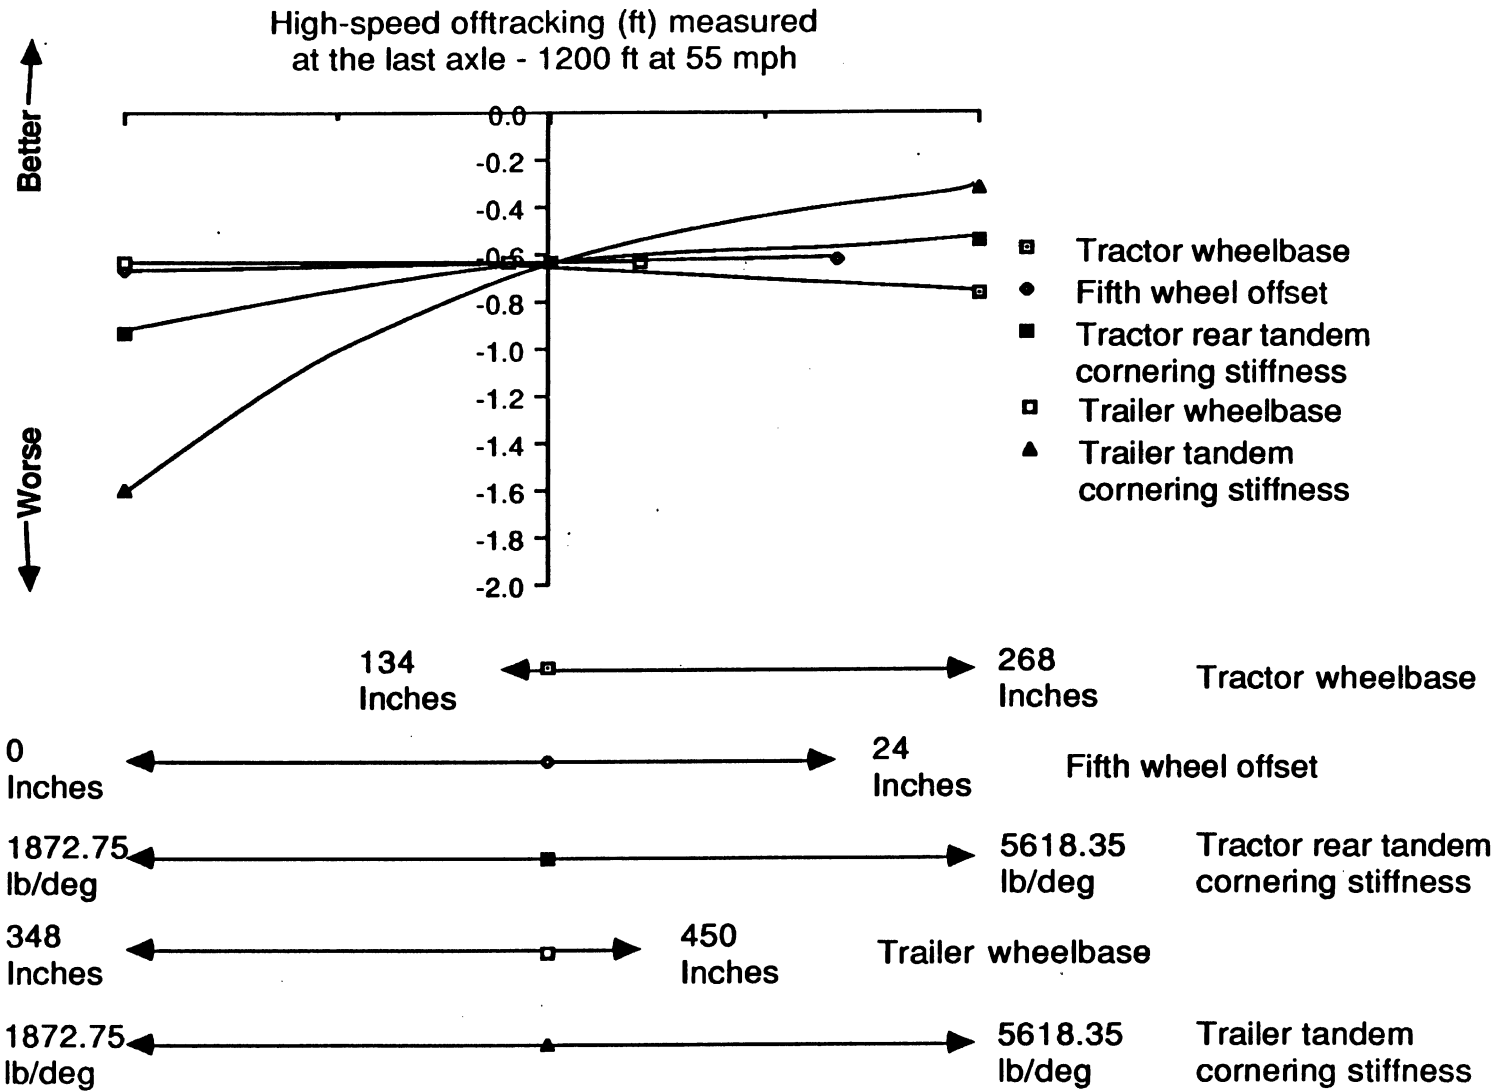 High-speed offtracking (ft) measured
at the last axle - 1200 ft at 55 mph
Better
Worse
0.0
-0.2
-0.4
-0.6
-0.8
-1.0
-1.2
-1.4
-1.6
-1.8
-2.0
Tractor wheelbase
Fifth wheel offset
Tractor rear tandem
cornering stiffness
Trailer wheelbase
Trailer tandem
cornering stiffness
134
Inches
268
Inches
Tractor wheelbase
0
Inches
24
Inches
Fifth wheel offset
1872.75
lb/deg
5618.35
lb/deg
Tractor rear tandem
cornering stiffness
348
Inches
450
Inches
Trailer wheelbase
1872.75
lb/deg
5618.35
lb/deg
Trailer tandem
cornering stiffness